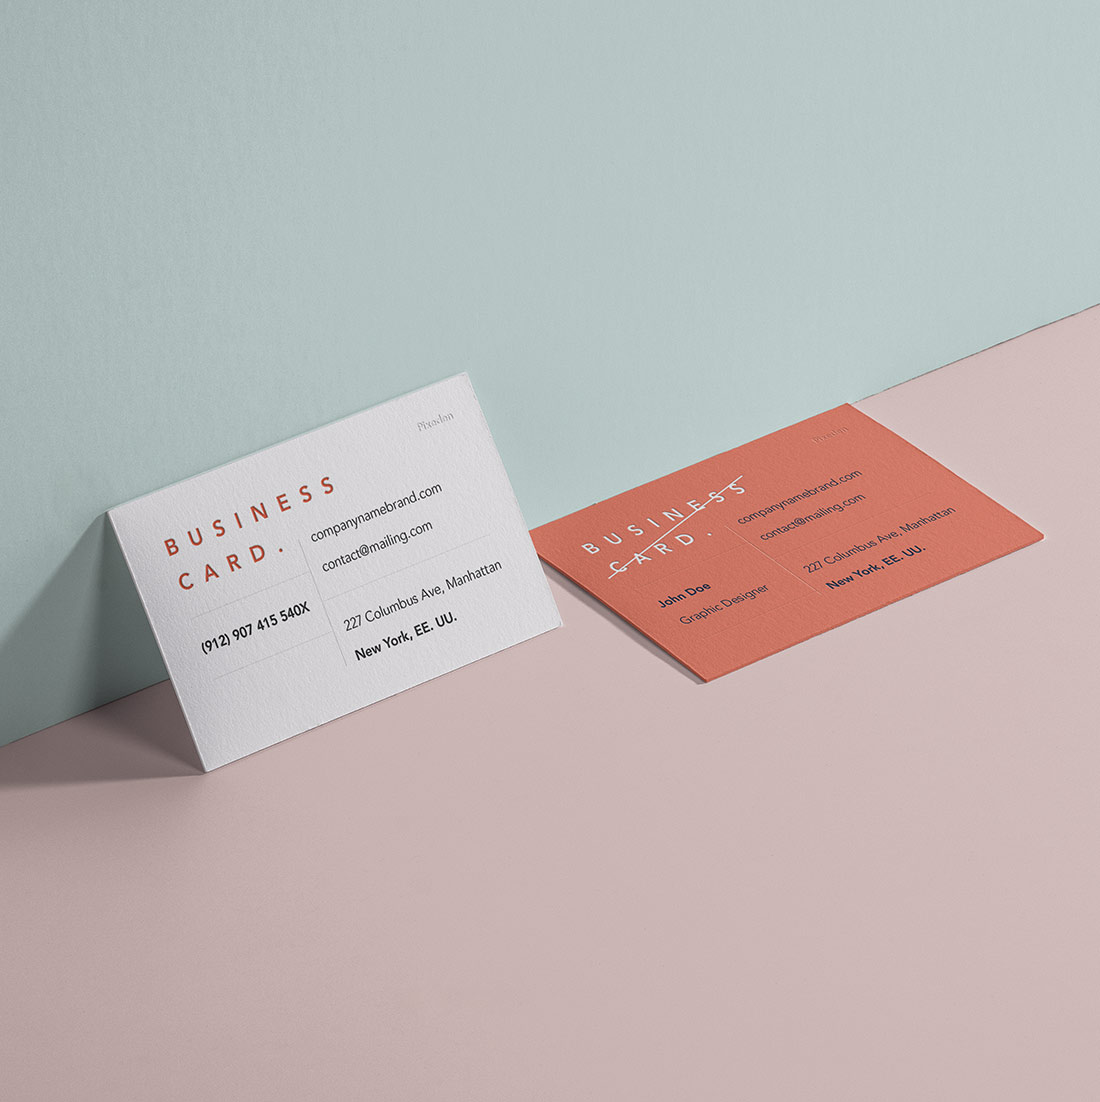 Pixeden
BUSINESS
CARD.
companynamebrand.com
contact@mailing.com
(912) 907 415 540X
227 Columbus Ave, Manhattan
New York, EE. UU.
Pixeden
BUSINESS
CARD.
companynamebrand.com
contact@mailing.com
John Doe
Graphic Designer
227 Columbus Ave, Manhattan
New York, EE. UU.